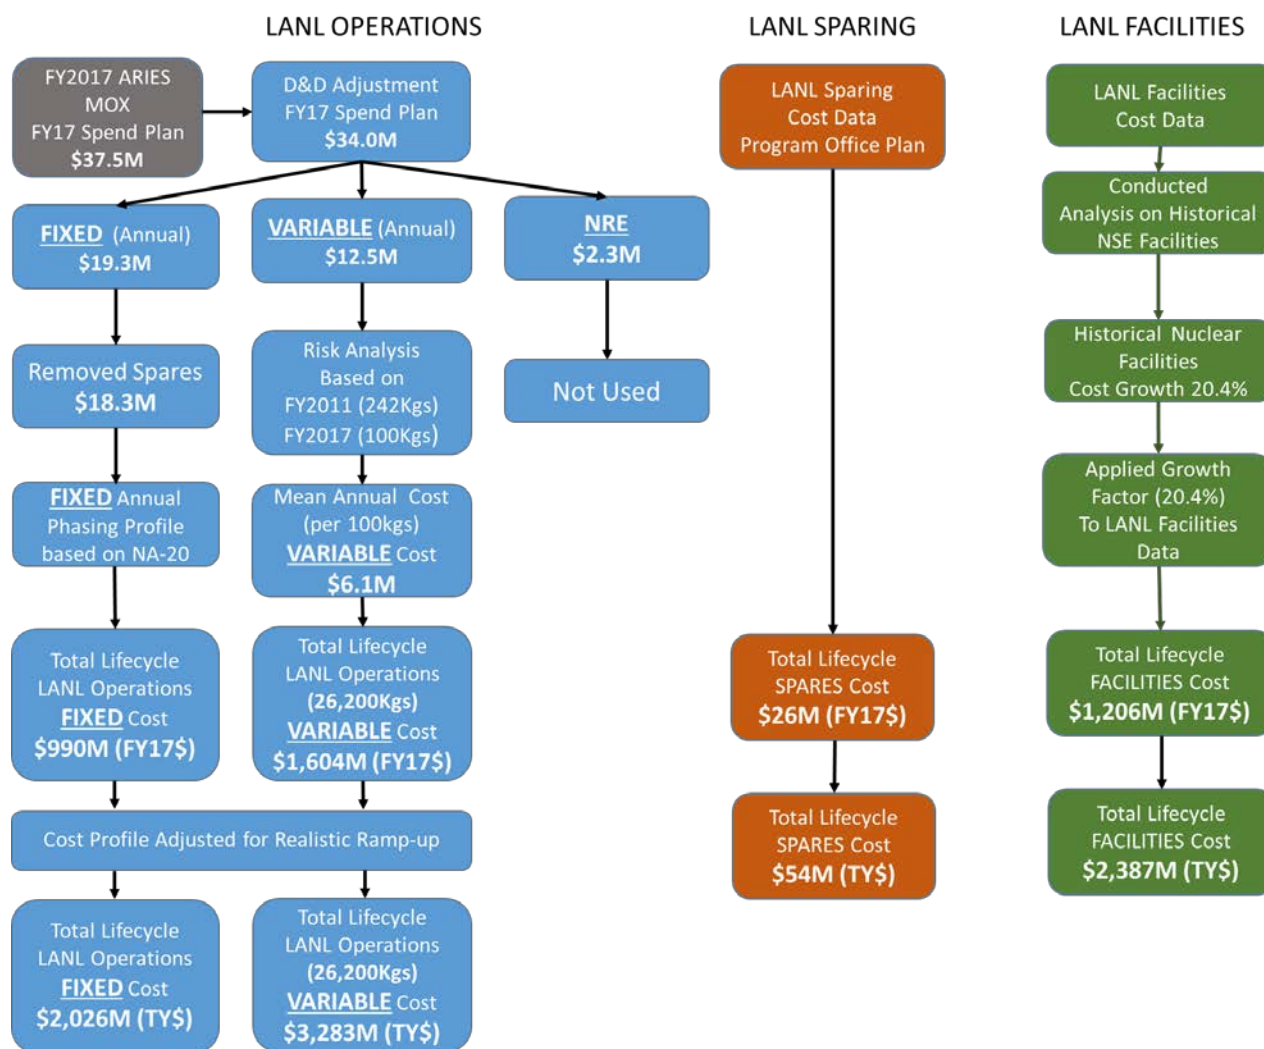 LANL OPERATIONS
FY2017 ARIES
MOX
FY17 Spend Plan
$37.5M
D&D Adjustment
FY17 Spend Plan
$34.0M
FIXED (Annual)
$19.3M
VARIABLE (Annual)
$12.5M
NRE
$2.3M
Removed Spares
$18.3M
Risk Analysis
Based on
FY2011 (242Kgs)
FY2017 (100Kgs)
Not Used
FIXED Annual
Phasing Profile
based on NA-20
Mean Annual Cost
(per 100kgs)
VARIABLE Cost
$6.1M
Total Lifecycle
LANL Operations
FIXED Cost
$990M (FY17$)
Total Lifecycle
LANL Operations
(26,200Kgs)
VARIABLE Cost
$1,604M (FY17$)
Cost Profile Adjusted for Realistic Ramp-up
Total Lifecycle
LANL Operations
FIXED Cost
$2,026M (TY$)
Total Lifecycle
LANL Operations
(26,200Kgs)
VARIABLE Cost
$3,283M (TY$)
LANL SPARING
LANL Sparing
Cost Data
Program Office Plan
Total Lifecycle
SPARES Cost
$26M (FY17$)
Total Lifecycle
SPARES Cost
$54M (TY$)
LANL FACILITIES
LANL Facilities
Cost Data
Conducted
Analysis on Historical
NSE Facilities
Historical Nuclear
Facilities
Cost Growth 20.4%
Applied Growth
Factor (20.4%)
To LANL Facilities
Data
Total Lifecycle
FACILITIES Cost
$1,206M (FY17$)
Total Lifecycle
FACILITIES Cost
$2,387M (TY$)